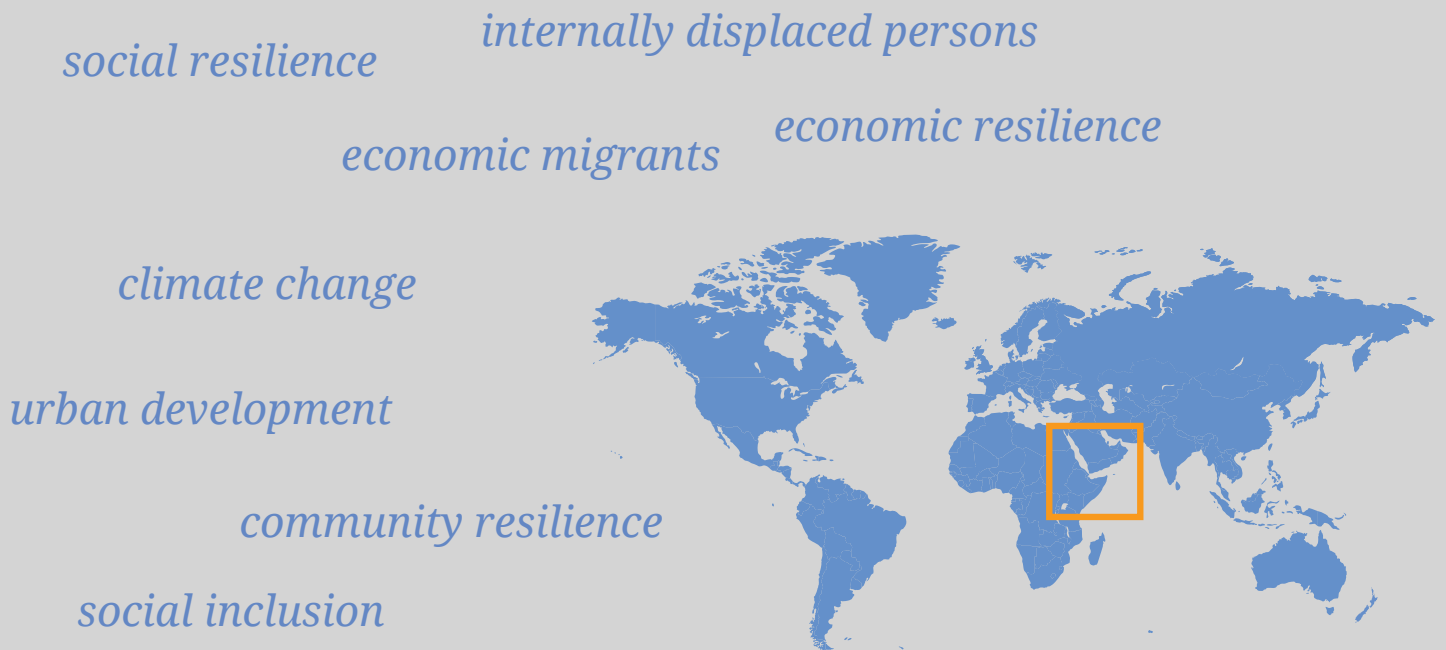 internally displaced persons
social resilience
economic resilience
economic migrants
climate change
urban development
community resilience
social inclusion